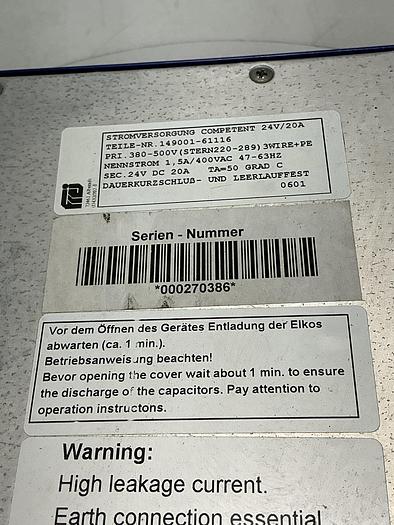 STROMVERSORGUNG COMPETENT 24V/20A
TEILE-NR.149001-61116
PRI.380-500V(STERN220-289)3WIRE+PE
NENNSTROM 1,5A/400VAC 47-63HZ
SEC.24V DC 20A TA=50 GRAD C
DAUERKURZSCHLUß- UND LEERLAUFFEST
0601
Serien - Nummer
*000270386*
Vor dem Öffnen des Gerätes Entladung der Elkos
abwarten (ca. 1 min.).
Betriebsanweisung beachten!
Bevor opening the cover wait about 1 min. to ensure
the discharge of the capacitors. Pay attention to
operation instructons.
Warning:
High leakage current.
Earth connection essential